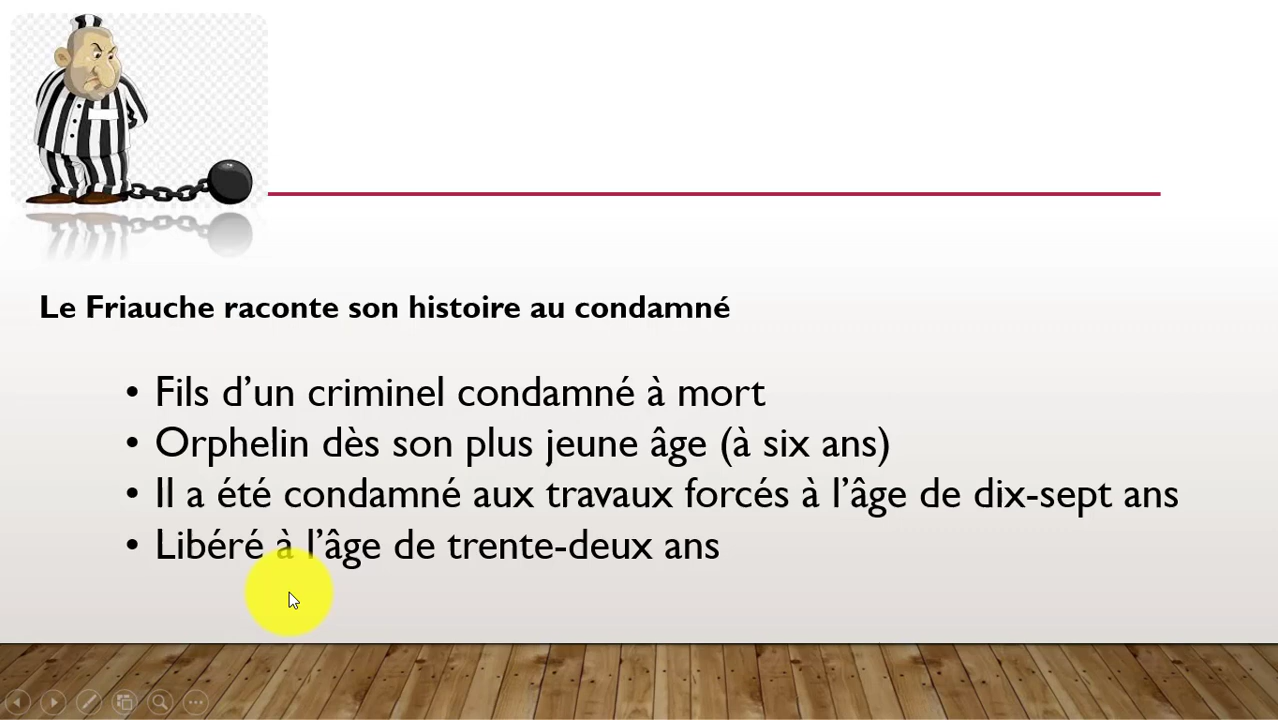 Le Friauche raconte son histoire au condamné
• Fils d’un criminel condamné à mort
• Orphelin dès son plus jeune âge (à six ans)
• Il a été condamné aux travaux forcés à l’âge de dix-sept ans
• Libéré à l’âge de trente-deux ans